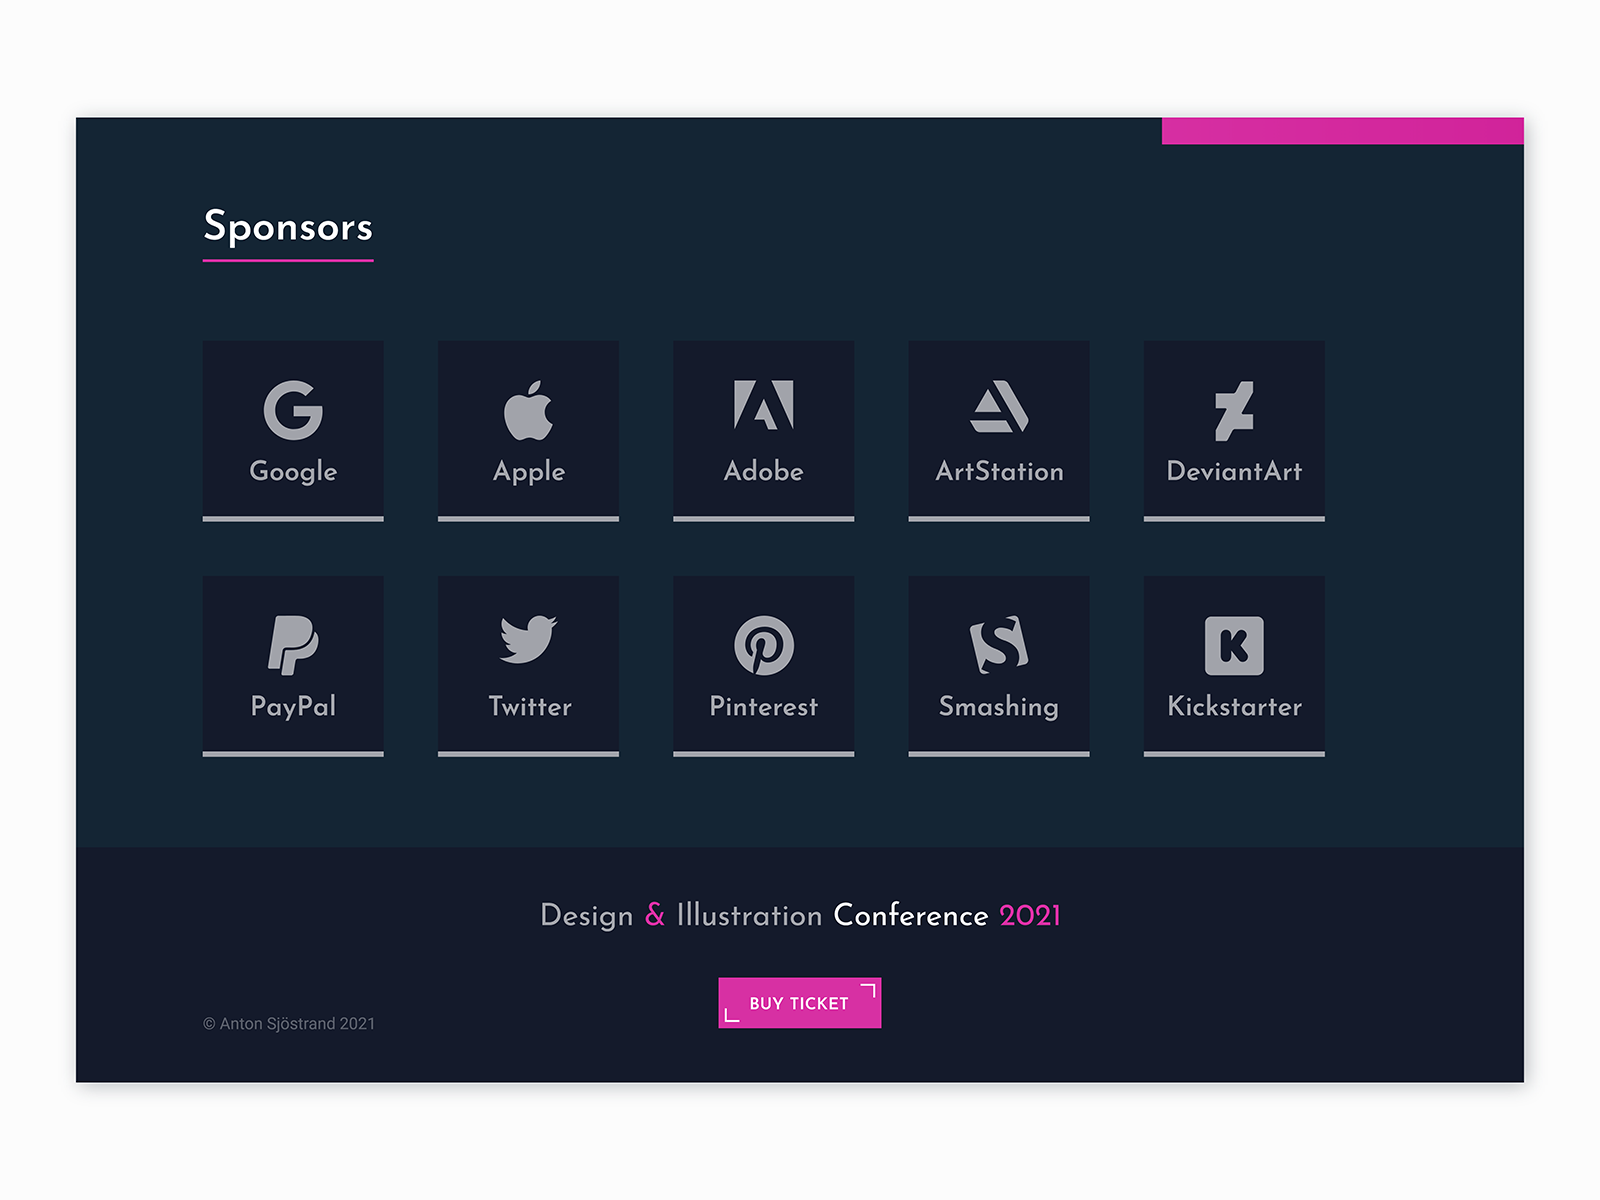 Sponsors
Google
Apple
Adobe
ArtStation
DeviantArt
PayPal
Twitter
Pinterest
Smashing
Kickstarter
Design & Illustration Conference 2021
BUY TICKET
© Anton Sjöstrand 2021